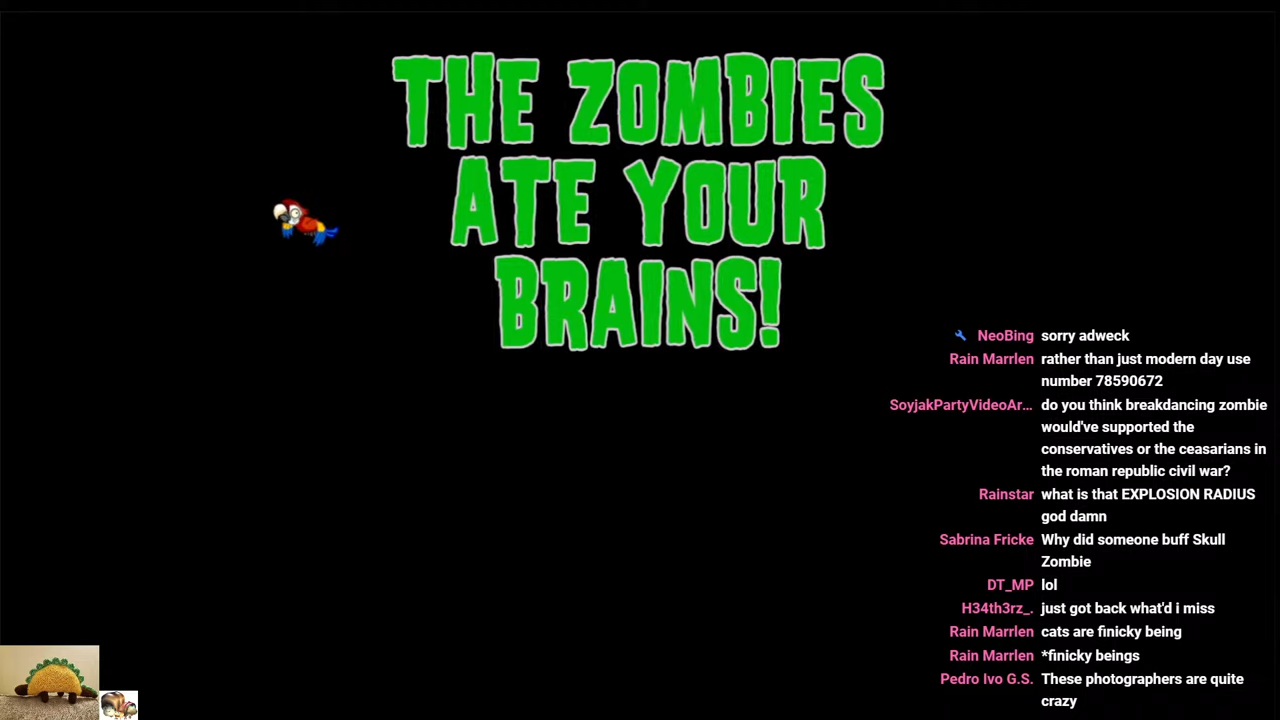 THE ZOMBIES
ATE YOUR
BRAINS!
NeoBing sorry adweck
Rain Marrlen rather than just modern day use
number 78590672
SoyjakPartyVideoAr... do you think breakdancing zombie
would've supported the
conservatives or the ceasarians in
the roman republic civil war?
Rainstar what is that EXPLOSION RADIUS
god damn
Sabrina Fricke Why did someone buff Skull
Zombie
DT_MP lol
H34th3rz_. just got back what'd i miss
Rain Marrlen cats are finicky being
Rain Marrlen *finicky beings
Pedro Ivo G.S. These photographers are quite
crazy